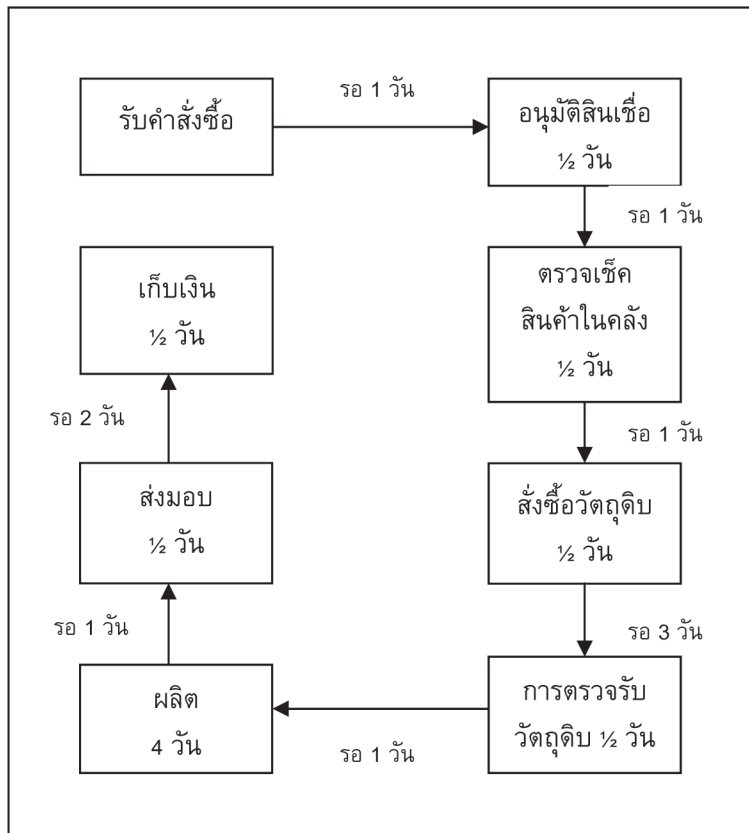 รับคำสั่งซื้อ
รอ 1 วัน
อนุมัติสินเชื่อ
½ วัน
รอ 1 วัน
ตรวจเช็ค
สินค้าในคลัง
½ วัน
รอ 1 วัน
สั่งซื้อวัตถุดิบ
½ วัน
รอ 3 วัน
การตรวจรับ
วัตถุดิบ ½ วัน
รอ 1 วัน
ผลิต
4 วัน
รอ 1 วัน
ส่งมอบ
½ วัน
รอ 2 วัน
เก็บเงิน
½ วัน